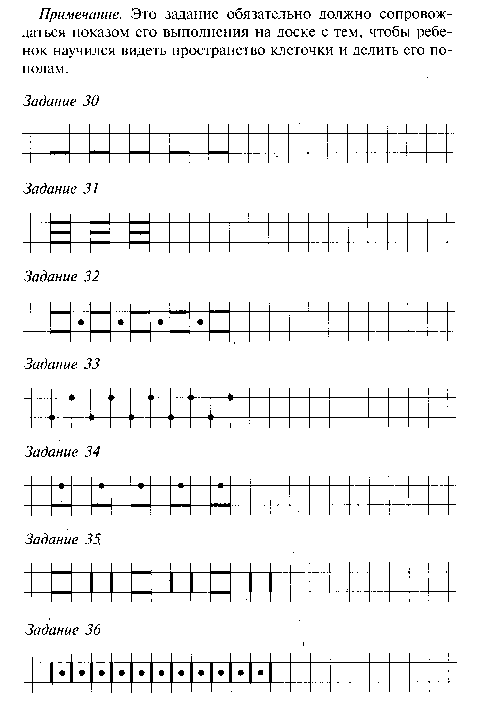 Примечание. Это задание обязательно должно сопровож-
даться показом его выполнения на доске с тем, чтобы ребе-
нок научился видеть пространство клеточки и делить его по-
полам.
Задание 30
Задание 31
Задание 32
Задание 33
Задание 34
Задание 35
Задание 36